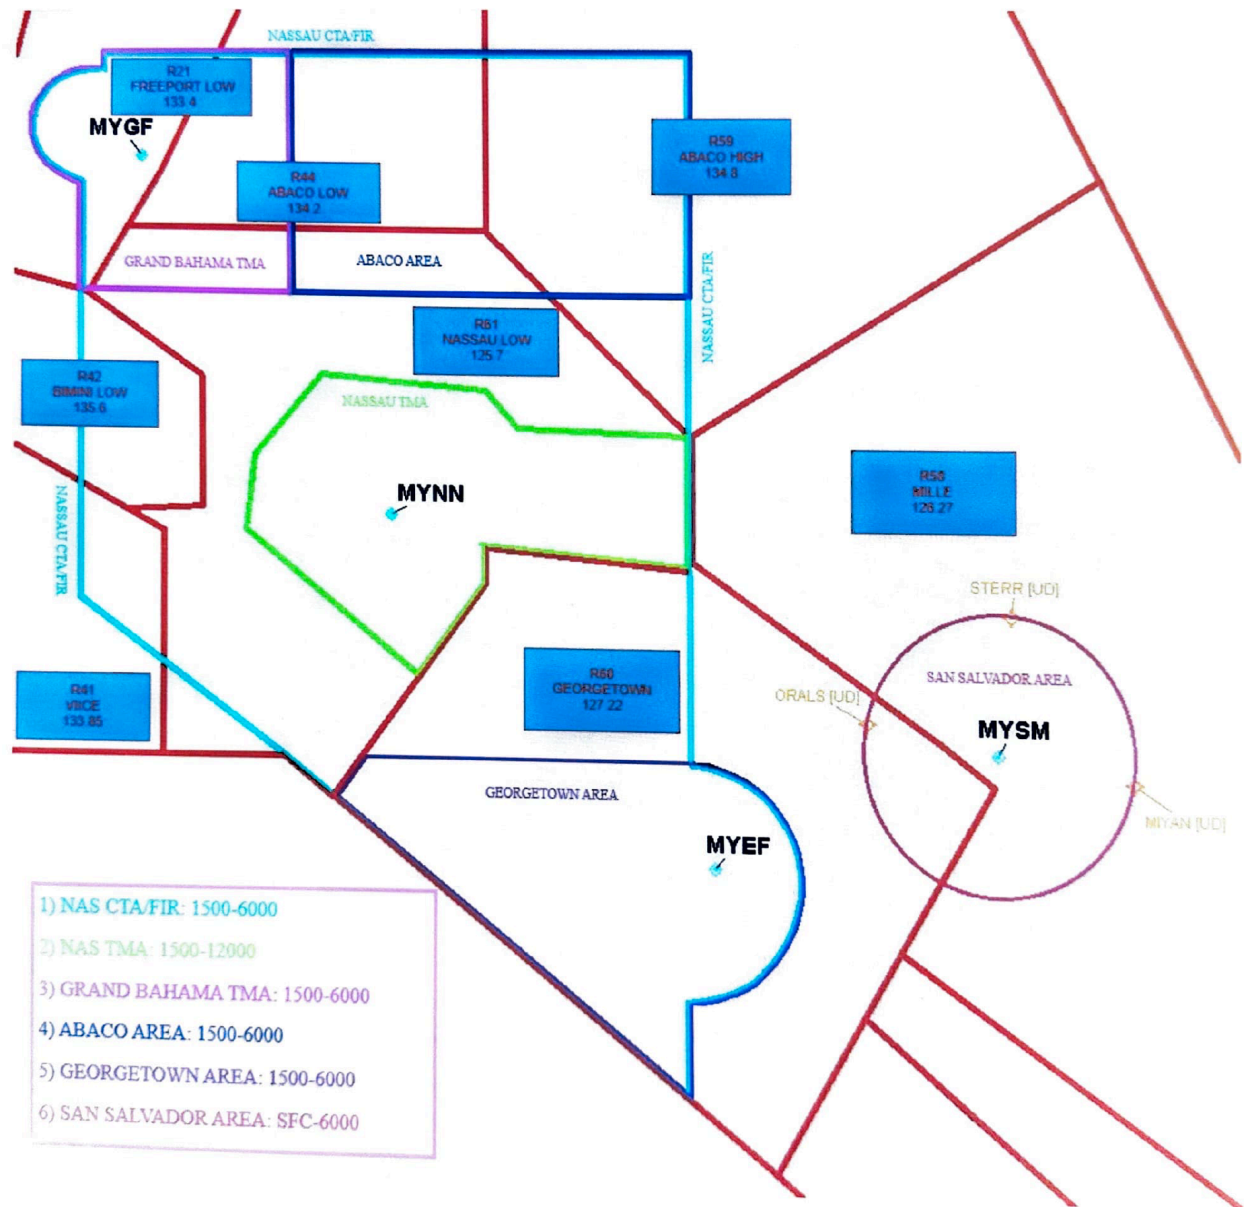 NASSAU CTA/FIR
R21
FREEPORT LOW
133.4
MYGF
R59
ABACO HIGH
134.8
R44
ABACO LOW
134.2
GRAND BAHAMA TMA
ABACO AREA
NASSAU CTA/FIR
R61
NASSAU LOW
125.7
R42
BIMINI LOW
135.6
NASSAU TMA
MYNN
R58
MILLE
128.27
NASSAU CTA/FIR
STERR [UD]
R60
GEORGETOWN
127.22
SAN SALVADOR AREA
R41
VIICE
133.85
ORALS [UD]
MYSM
GEORGETOWN AREA
MIYAN [UD]
MYEF
1) NAS CTA/FIR: 1500-6000
2) NAS TMA: 1500-12000
3) GRAND BAHAMA TMA: 1500-6000
4) ABACO AREA: 1500-6000
5) GEORGETOWN AREA: 1500-6000
6) SAN SALVADOR AREA: SFC-6000